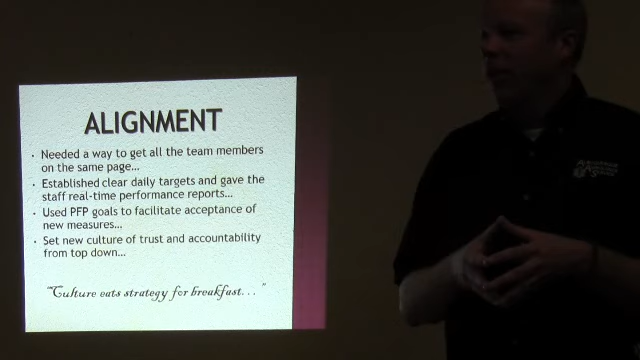 ALIGNMENT
· Needed a way to get all the team members
on the same page...
· Established clear daily targets and gave the
staff real-time performance reports...
· Used PFP goals to facilitate acceptance of
new measures...
· Set new culture of trust and accountability
from top down...
"Culture eats strategy for breakfast..."